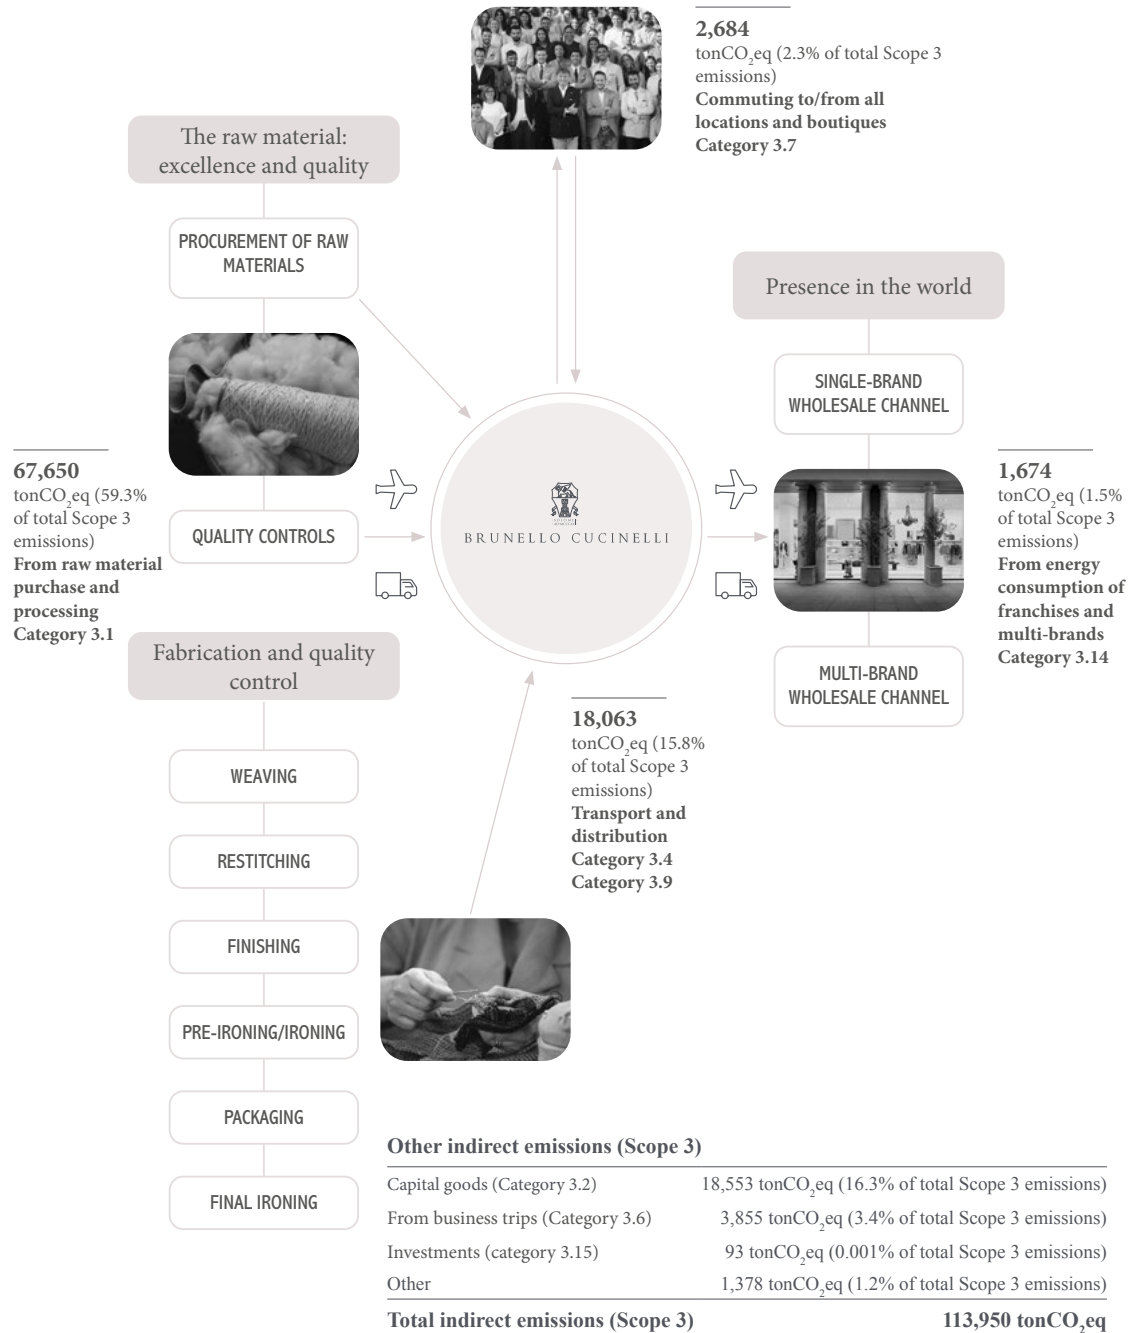 2,684
tonCO₂eq (2.3% of total Scope 3
emissions)
Commuting to/from all
locations and boutiques
Category 3.7
The raw material:
excellence and quality
PROCUREMENT OF RAW
MATERIALS
QUALITY CONTROLS
67,650
tonCO₂eq (59.3%
of total Scope 3
emissions)
From raw material
purchase and
processing
Category 3.1
BRUNELLO CUCINELLI
Presence in the world
SINGLE-BRAND
WHOLESALE CHANNEL
MULTI-BRAND
WHOLESALE CHANNEL
1,674
tonCO₂eq (1.5%
of total Scope 3
emissions)
From energy
consumption of
franchises and
multi-brands
Category 3.14
Fabrication and quality
control
WEAVING
RESTITCHING
FINISHING
PRE-IRONING/IRONING
PACKAGING
FINAL IRONING
18,063
tonCO₂eq (15.8%
of total Scope 3
emissions)
Transport and
distribution
Category 3.4
Category 3.9
Other indirect emissions (Scope 3)
Capital goods (Category 3.2) 18,553 tonCO₂eq (16.3% of total Scope 3 emissions)
From business trips (Category 3.6) 3,855 tonCO₂eq (3.4% of total Scope 3 emissions)
Investments (category 3.15) 93 tonCO₂eq (0.001% of total Scope 3 emissions)
Other 1,378 tonCO₂eq (1.2% of total Scope 3 emissions)
Total indirect emissions (Scope 3) 113,950 tonCO₂eq